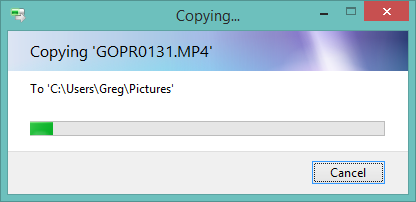 Copying...
Copying 'GOPR0131.MP4'
To 'C:\Users\Greg\Pictures'
Cancel